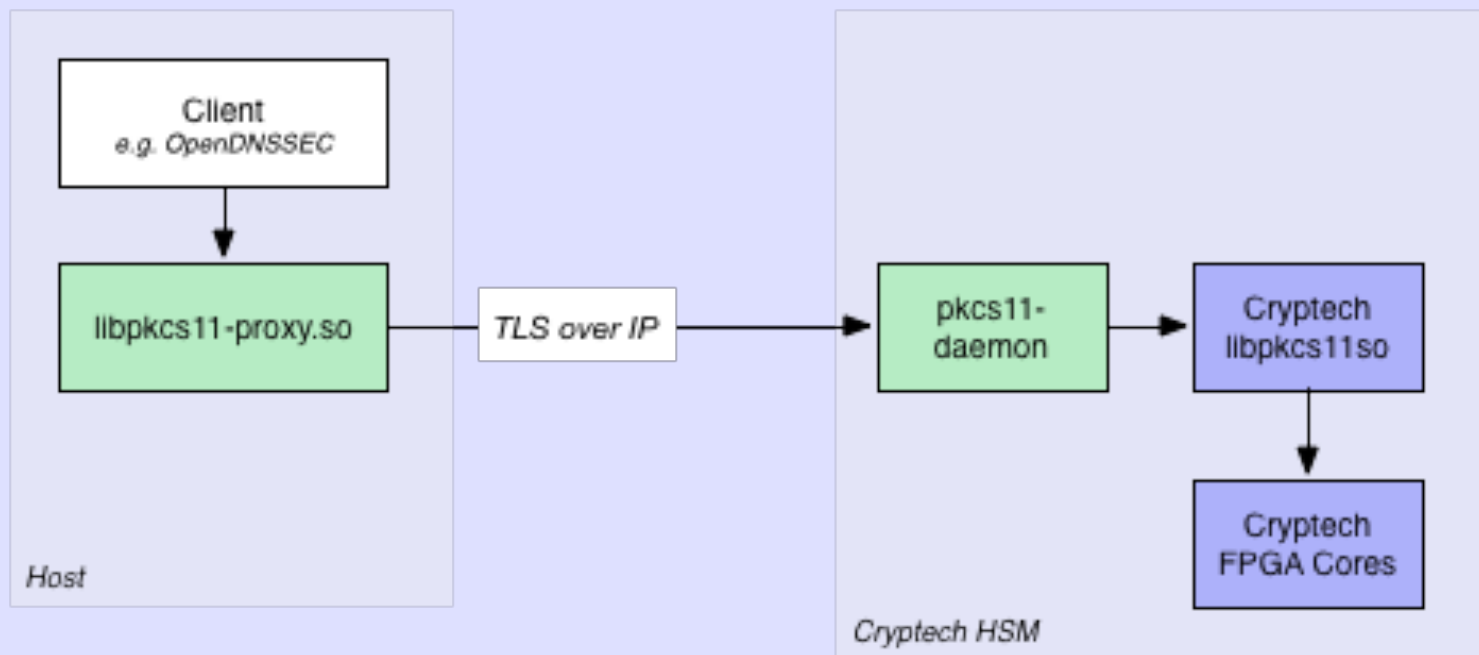 Client
e.g. OpenDNSSEC
libpkcs11-proxy.so
TLS over IP
pkcs11-
daemon
Cryptech
libpkcs11so
Cryptech
FPGA Cores
Host
Cryptech HSM